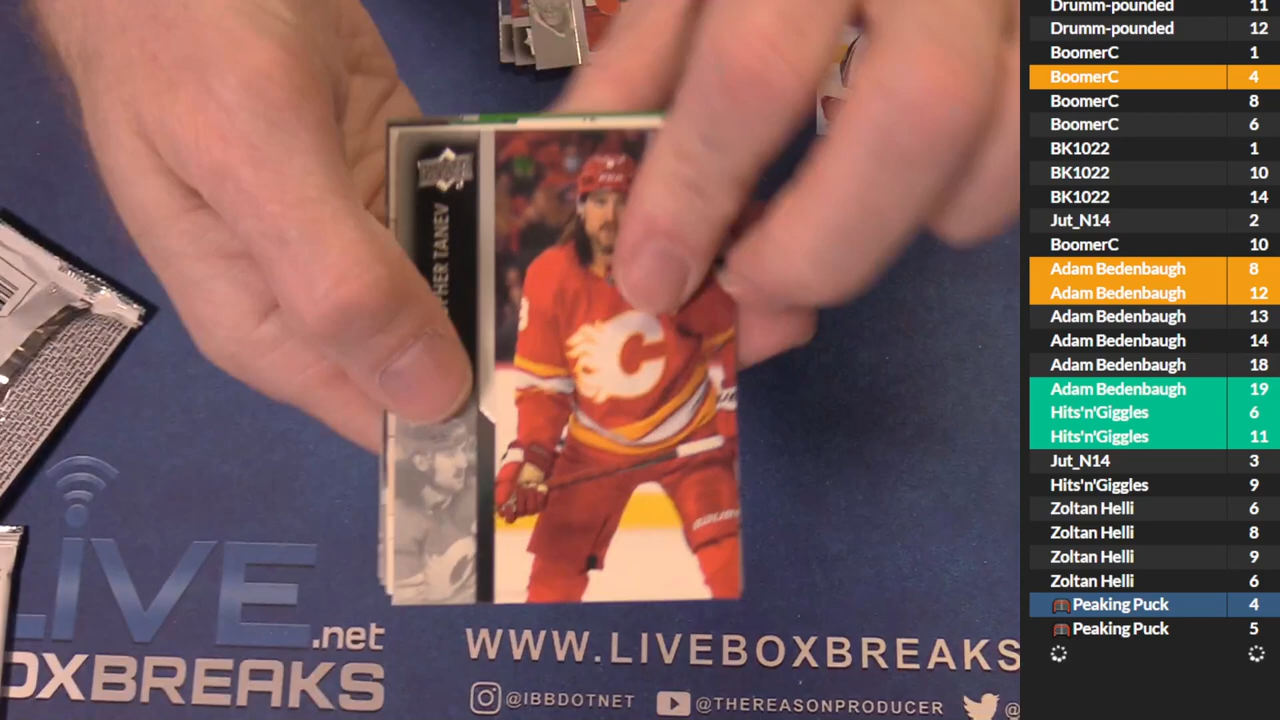 Drumm-pounded 11
Drumm-pounded 12
BoomerC 1
BoomerC 4
BoomerC 8
BoomerC 6
BK1022 1
BK1022 10
BK1022 14
Jut_N14 2
BoomerC 10
Adam Bedenbaugh 8
Adam Bedenbaugh 12
Adam Bedenbaugh 13
Adam Bedenbaugh 14
Adam Bedenbaugh 18
Adam Bedenbaugh 19
Hits'n'Giggles 6
Hits'n'Giggles 11
Jut_N14 3
Hits'n'Giggles 9
Zoltan Helli 6
Zoltan Helli 8
Zoltan Helli 9
Zoltan Helli 6
Peaking Puck 4
Peaking Puck 5
TANEV
C
LiVE
.net
OXBREAKS
WWW.LIVEBOXBREAKS
@IBBDOTNET
@THEREASONPRODUCER
@